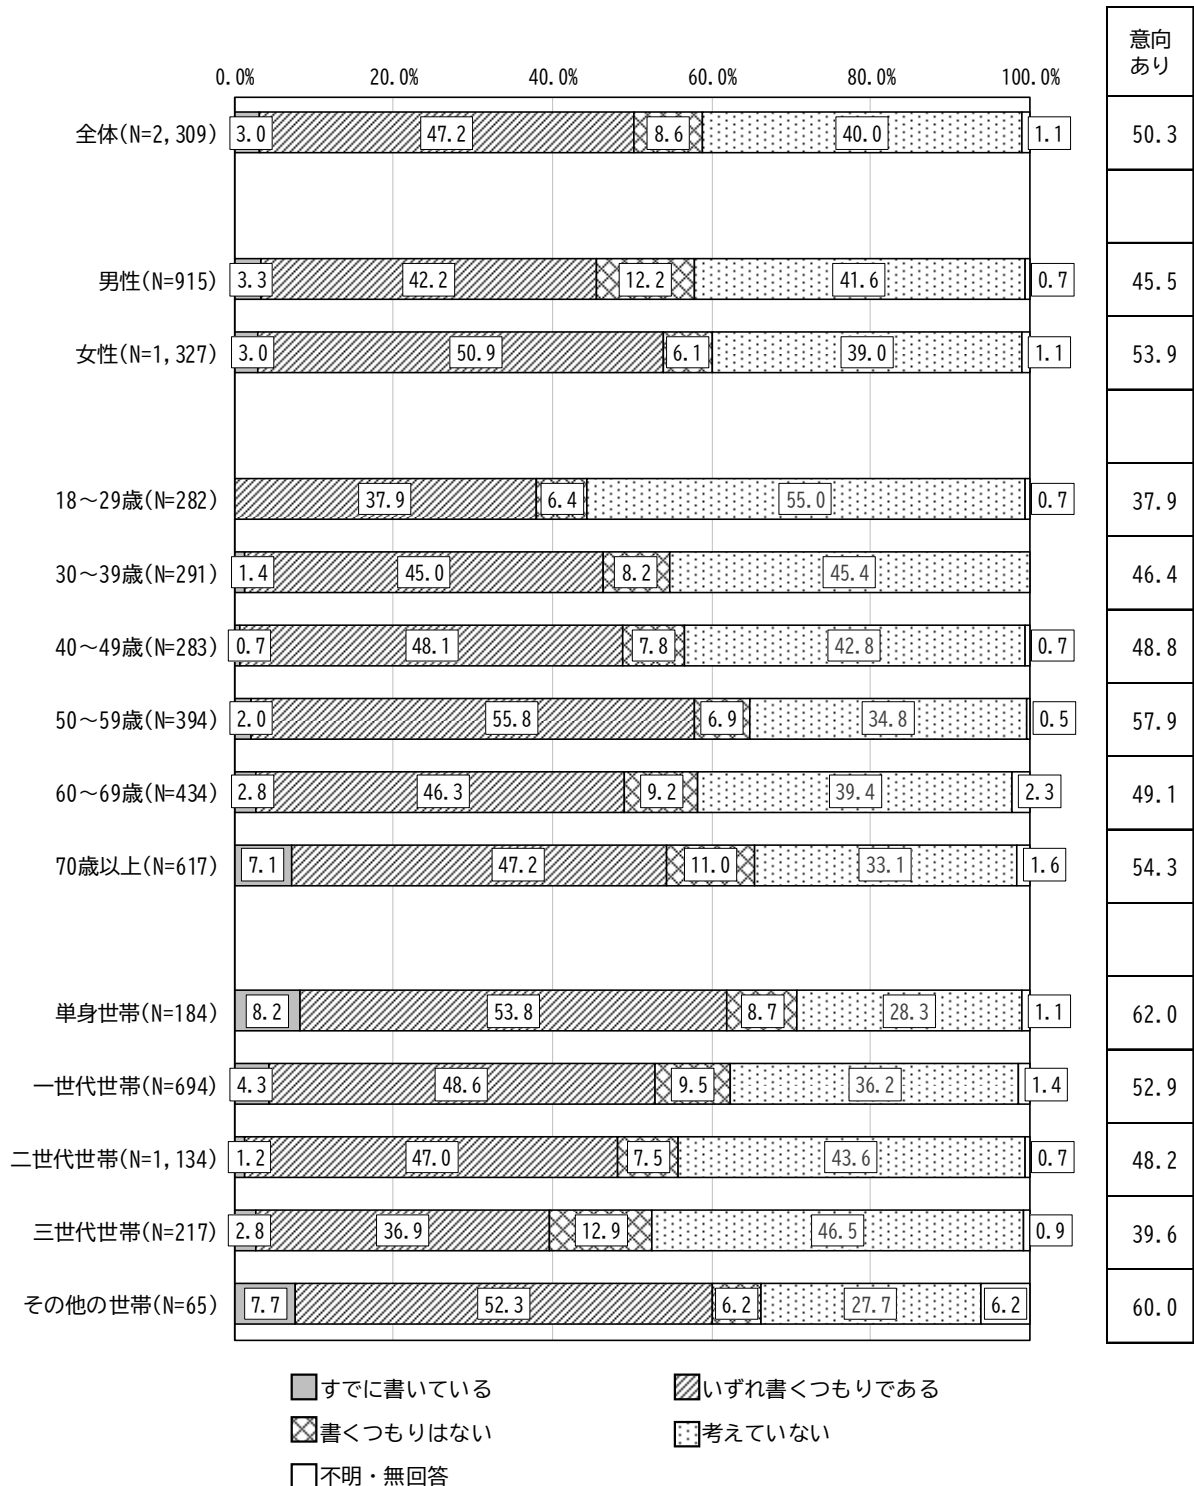 意向
あり
0.0% 20.0% 40.0% 60.0% 80.0% 100.0%
全体(N=2,309) 3.0 47.2 8.6 40.0 1.1 50.3
男性(N=915) 3.3 42.2 12.2 41.6 0.7 45.5
女性(N=1,327) 3.0 50.9 6.1 39.0 1.1 53.9
18～29歳(N=282) 37.9 6.4 55.0 0.7 37.9
30～39歳(N=291) 1.4 45.0 8.2 45.4 46.4
40～49歳(N=283) 0.7 48.1 7.8 42.8 0.7 48.8
50～59歳(N=394) 2.0 55.8 6.9 34.8 0.5 57.9
60～69歳(N=434) 2.8 46.3 9.2 39.4 2.3 49.1
70歳以上(N=617) 7.1 47.2 11.0 33.1 1.6 54.3
単身世帯(N=184) 8.2 53.8 8.7 28.3 1.1 62.0
一世代世帯(N=694) 4.3 48.6 9.5 36.2 1.4 52.9
二世代世帯(N=1,134) 1.2 47.0 7.5 43.6 0.7 48.2
三世代世帯(N=217) 2.8 36.9 12.9 46.5 0.9 39.6
その他の世帯(N=65) 7.7 52.3 6.2 27.7 6.2 60.0
すでに書いている いずれ書くつもりである
書くつもりはない 考えていない
不明・無回答